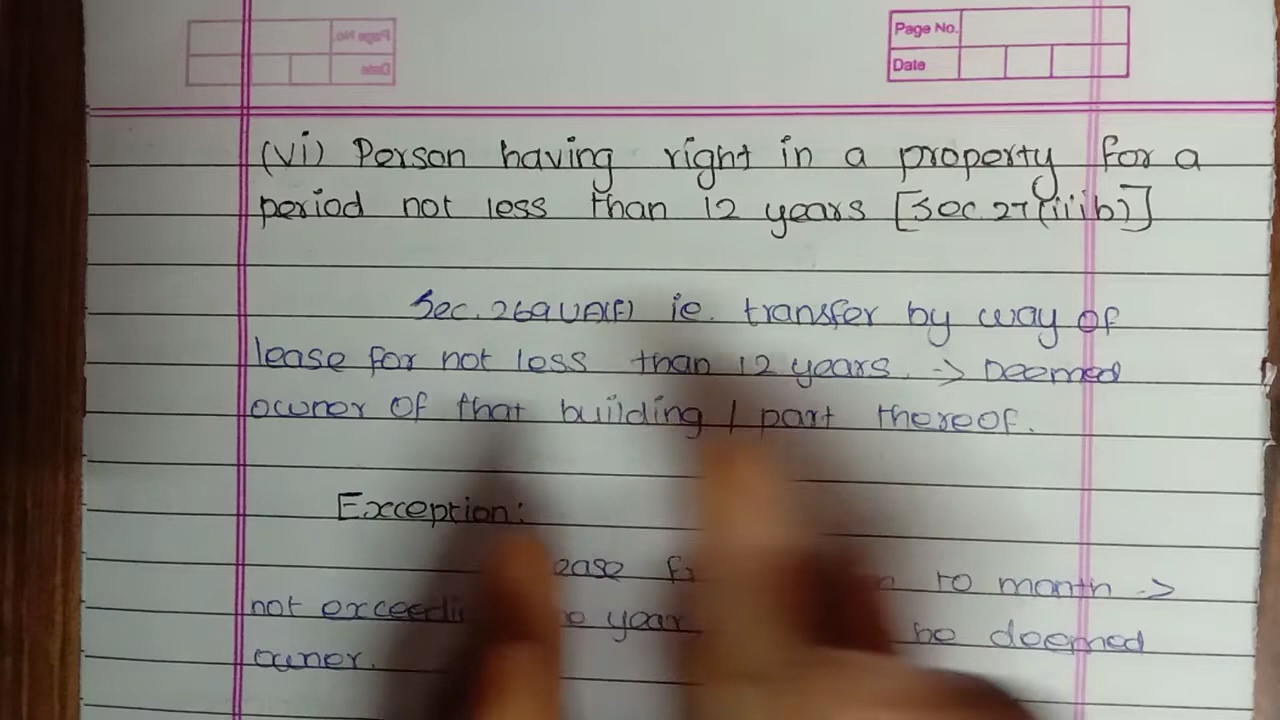 Page No.
Date
(vi) Person having right in a property for a
period not less than 12 years [Sec.27(iiib)]
Sec. 269UA(F) ie. transfer by way of
lease for not less than 12 years. -> Deemed
owner of that building / part thereof.
Exception:
to month ->
not year be deemed
owner.